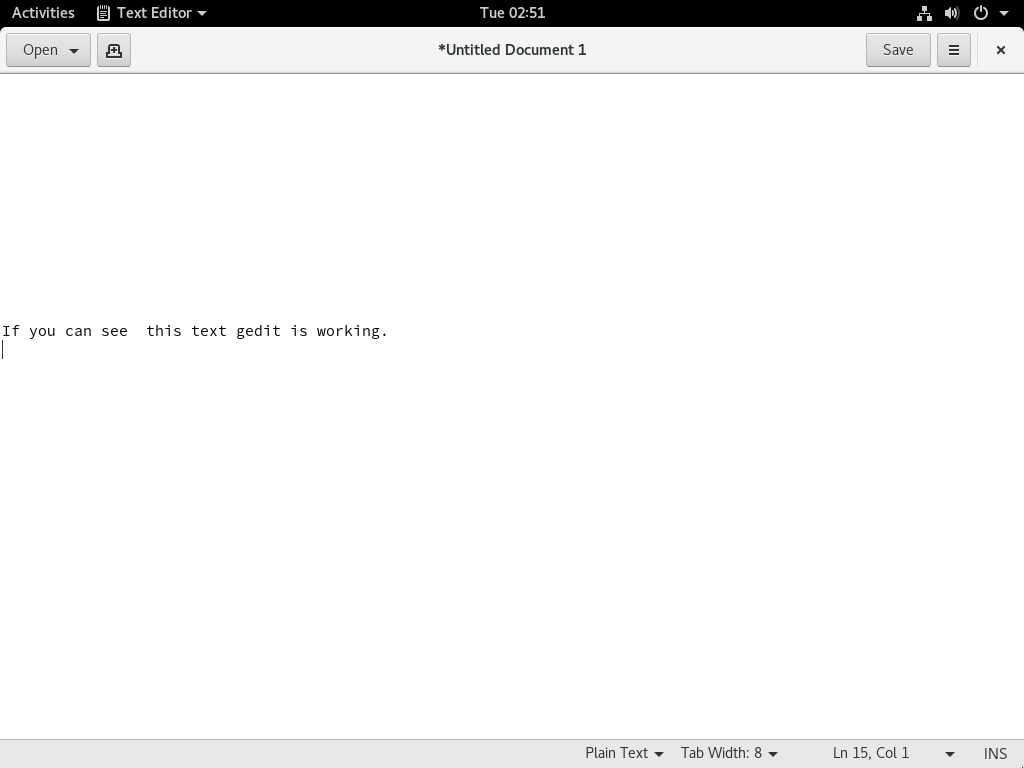 Activities Text Editor Tue 02:51
Open *Untitled Document 1 Save
If you can see  this text gedit is working.
Plain Text Tab Width: 8 Ln 15, Col 1 INS